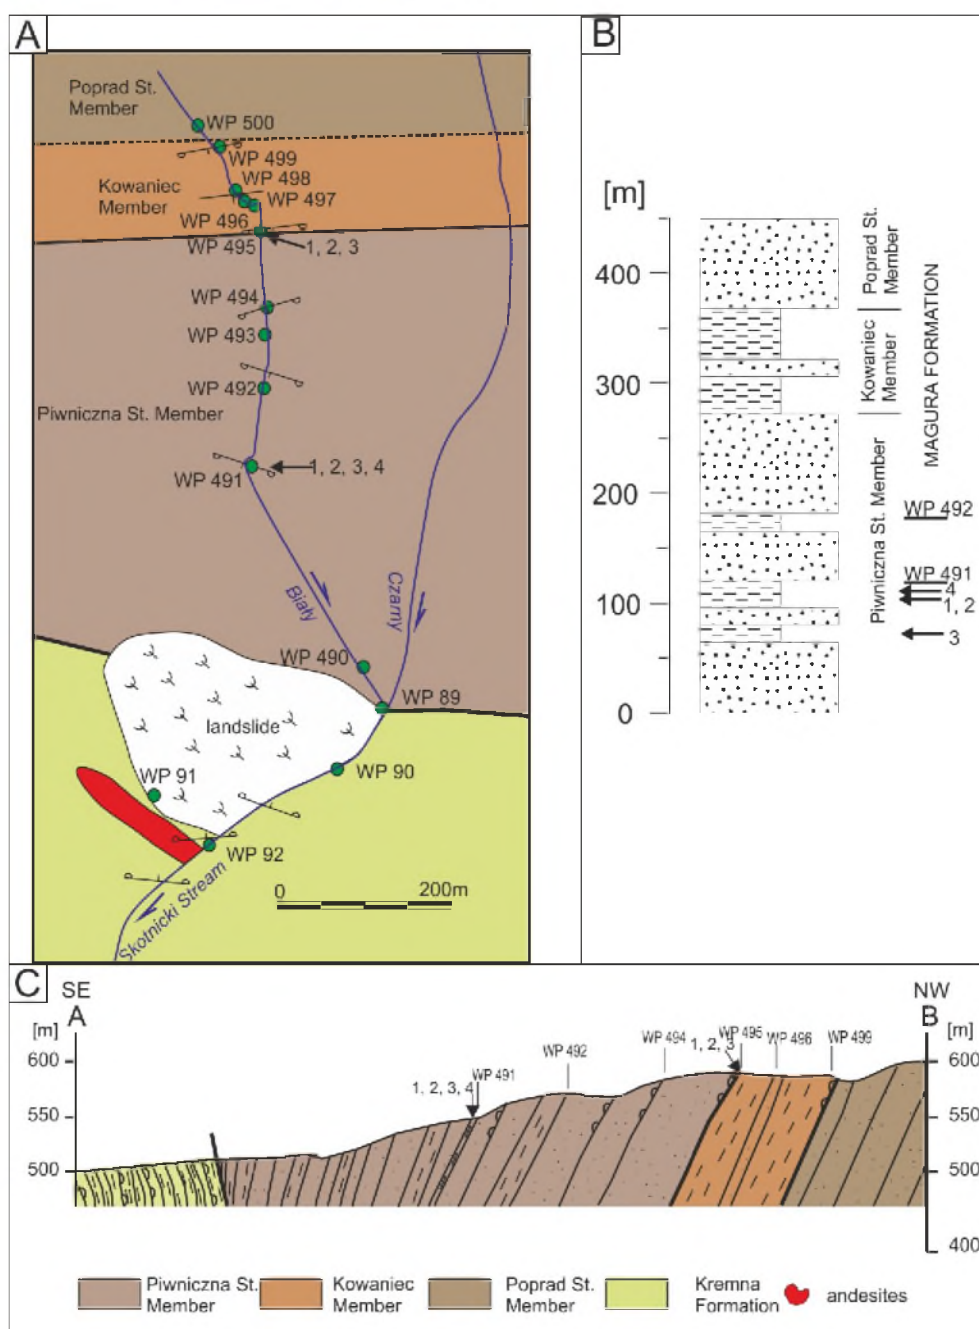 A
Poprad St.
Member
WP 500
WP 499
WP 498
Kowaniec
Member
WP 497
WP 496
WP 495
1, 2, 3
WP 494
WP 493
WP 492
Piwniczna St. Member
WP 491
1, 2, 3, 4
Biały
Czarny
WP 490
WP 89
landslide
WP 90
WP 91
WP 92
Skotnicki Stream
0
200m
B
[m]
400
300
200
100
0
Poprad St.
Member
Kowaniec
Member
Piwniczna St. Member
MAGURA FORMATION
WP 492
WP 491
4
1, 2
3
C
SE
A
[m]
600
550
500
1, 2, 3, 4
WP 491
WP 492
WP 494
1, 2, 3
WP 495
WP 496
WP 499
NW
B
[m]
600
550
500
400
Piwniczna St.
Member
Kowaniec
Member
Poprad St.
Member
Kremna
Formation
andesites